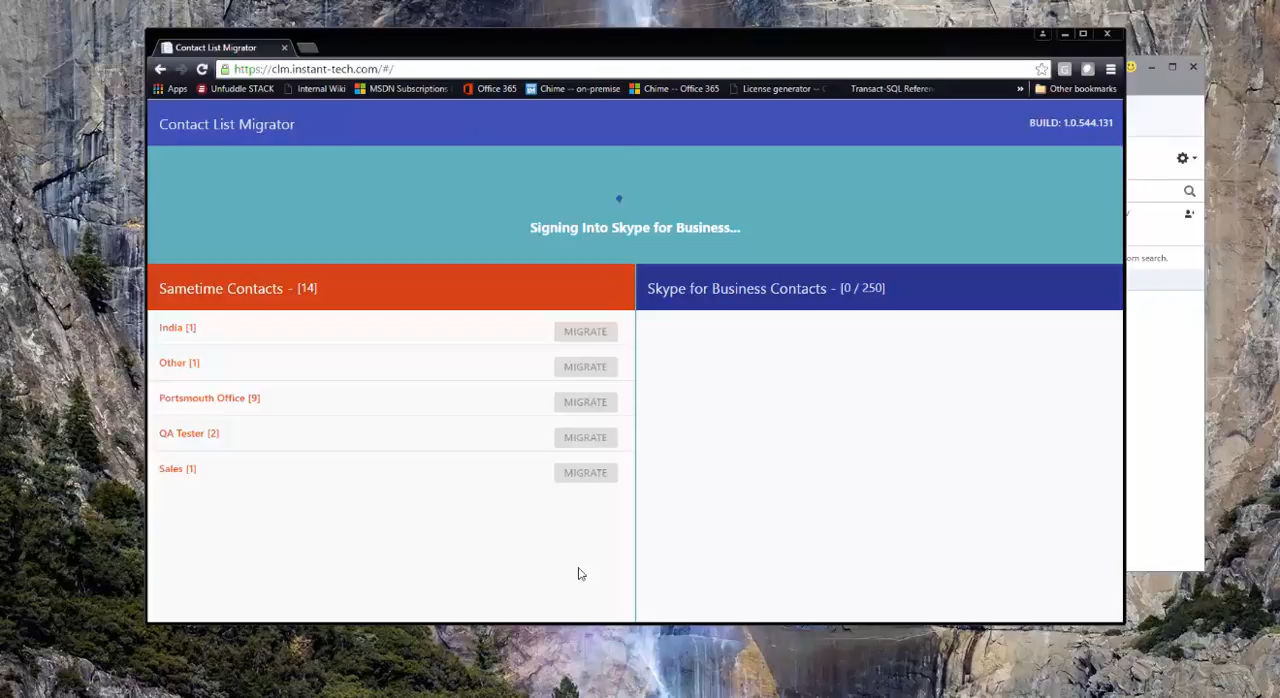 Contact List Migrator
https://clm.instant-tech.com/#/
Apps Unfuddle STACK Internal Wiki MSDN Subscriptions Office 365 Chime -- on-premise Chime -- Office 365 License generator -- Transact-SQL Refere » Other bookmarks
Contact List Migrator BUILD: 1.0.544.131
Signing Into Skype for Business...
Sametime Contacts - [14] Skype for Business Contacts - [0 / 250]
India [1] MIGRATE
Other [1] MIGRATE
Portsmouth Office [9] MIGRATE
QA Tester [2] MIGRATE
Sales [1] MIGRATE
om search.